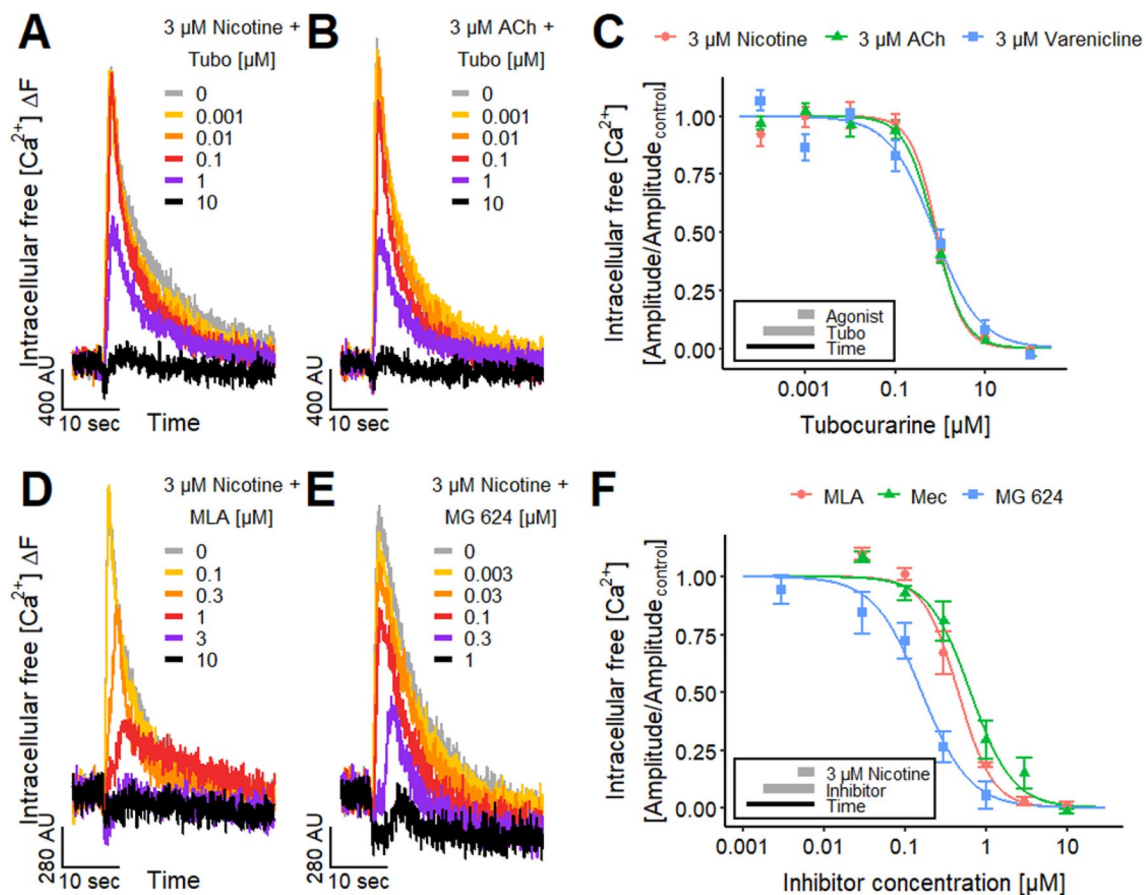 A
3 µM Nicotine +
Tubo [µM]
0
0.001
0.01
0.1
1
10
Intracellular free [Ca2+] ΔF
400 AU
10 sec
Time
B
3 µM ACh +
Tubo [µM]
0
0.001
0.01
0.1
1
10
400 AU
10 sec
C
3 µM Nicotine 3 µM ACh 3 µM Varenicline
Intracellular free [Ca2+]
[Amplitude/Amplitudecontrol]
1.00
0.75
0.50
0.25
0.00
Agonist
Tubo
Time
0.001 0.1 10
Tubocurarine [µM]
D
3 µM Nicotine +
MLA [µM]
0
0.1
0.3
1
3
10
Intracellular free [Ca2+] ΔF
280 AU
10 sec
Time
E
3 µM Nicotine +
MG 624 [µM]
0
0.003
0.03
0.1
0.3
1
280 AU
10 sec
F
MLA Mec MG 624
Intracellular free [Ca2+]
[Amplitude/Amplitudecontrol]
1.00
0.75
0.50
0.25
0.00
3 µM Nicotine
Inhibitor
Time
0.001 0.01 0.1 1 10
Inhibitor concentration [µM]